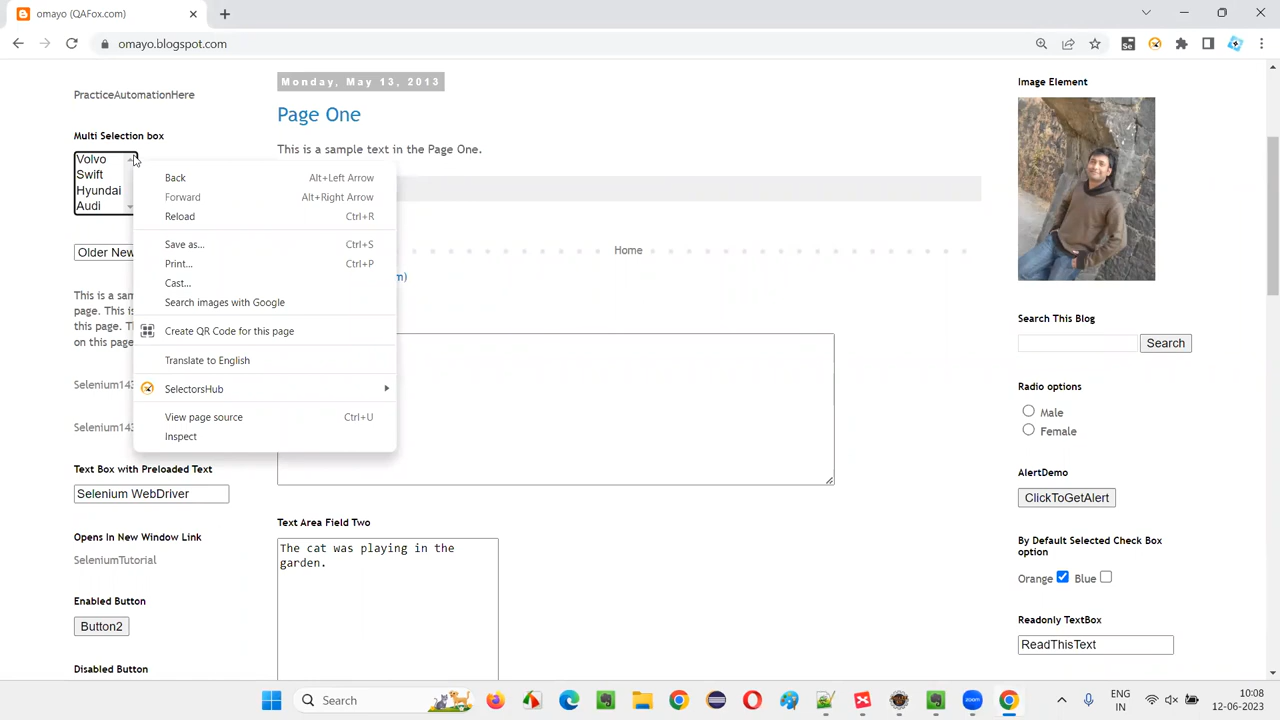 omayo (QAFox.com)
omayo.blogspot.com
PracticeAutomationHere
Multi Selection box
Volvo
Swift
Hyundai
Audi
Older New
This is a sam
page. This is
this page. Th
on this page.
Selenium143
Selenium143
Text Box with Preloaded Text
Selenium WebDriver
Opens In New Window Link
SeleniumTutorial
Enabled Button
Button2
Disabled Button
Back Alt+Left Arrow
Forward Alt+Right Arrow
Reload Ctrl+R
Save as... Ctrl+S
Print... Ctrl+P
Cast...
Search images with Google
Create QR Code for this page
Translate to English
SelectorsHub
View page source Ctrl+U
Inspect
Monday, May 13, 2013
Page One
This is a sample text in the Page One.
Home
m)
Text Area Field Two
The cat was playing in the
garden.
Image Element
Search This Blog
Search
Radio options
Male
Female
AlertDemo
ClickToGetAlert
By Default Selected Check Box
option
Orange Blue
Readonly TextBox
ReadThisText
Search
ENG
IN
10:08
12-06-2023